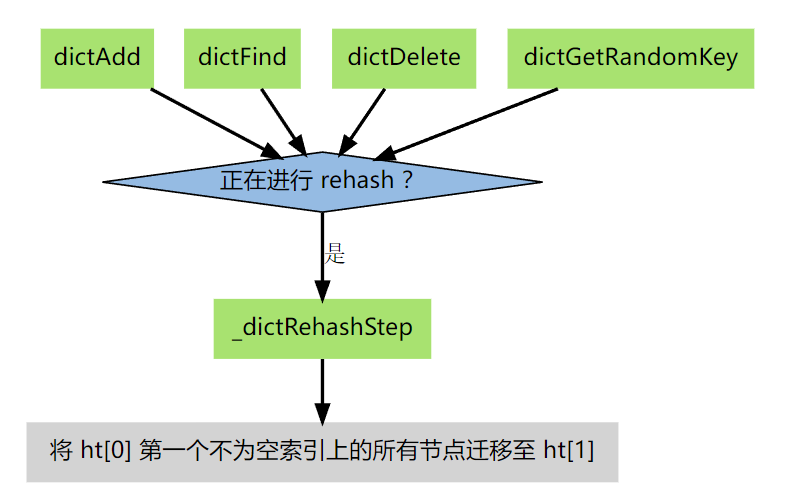 dictAdd
dictFind
dictDelete
dictGetRandomKey
正在进行 rehash ？
是
_dictRehashStep
将 ht[0] 第一个不为空索引上的所有节点迁移至 ht[1]